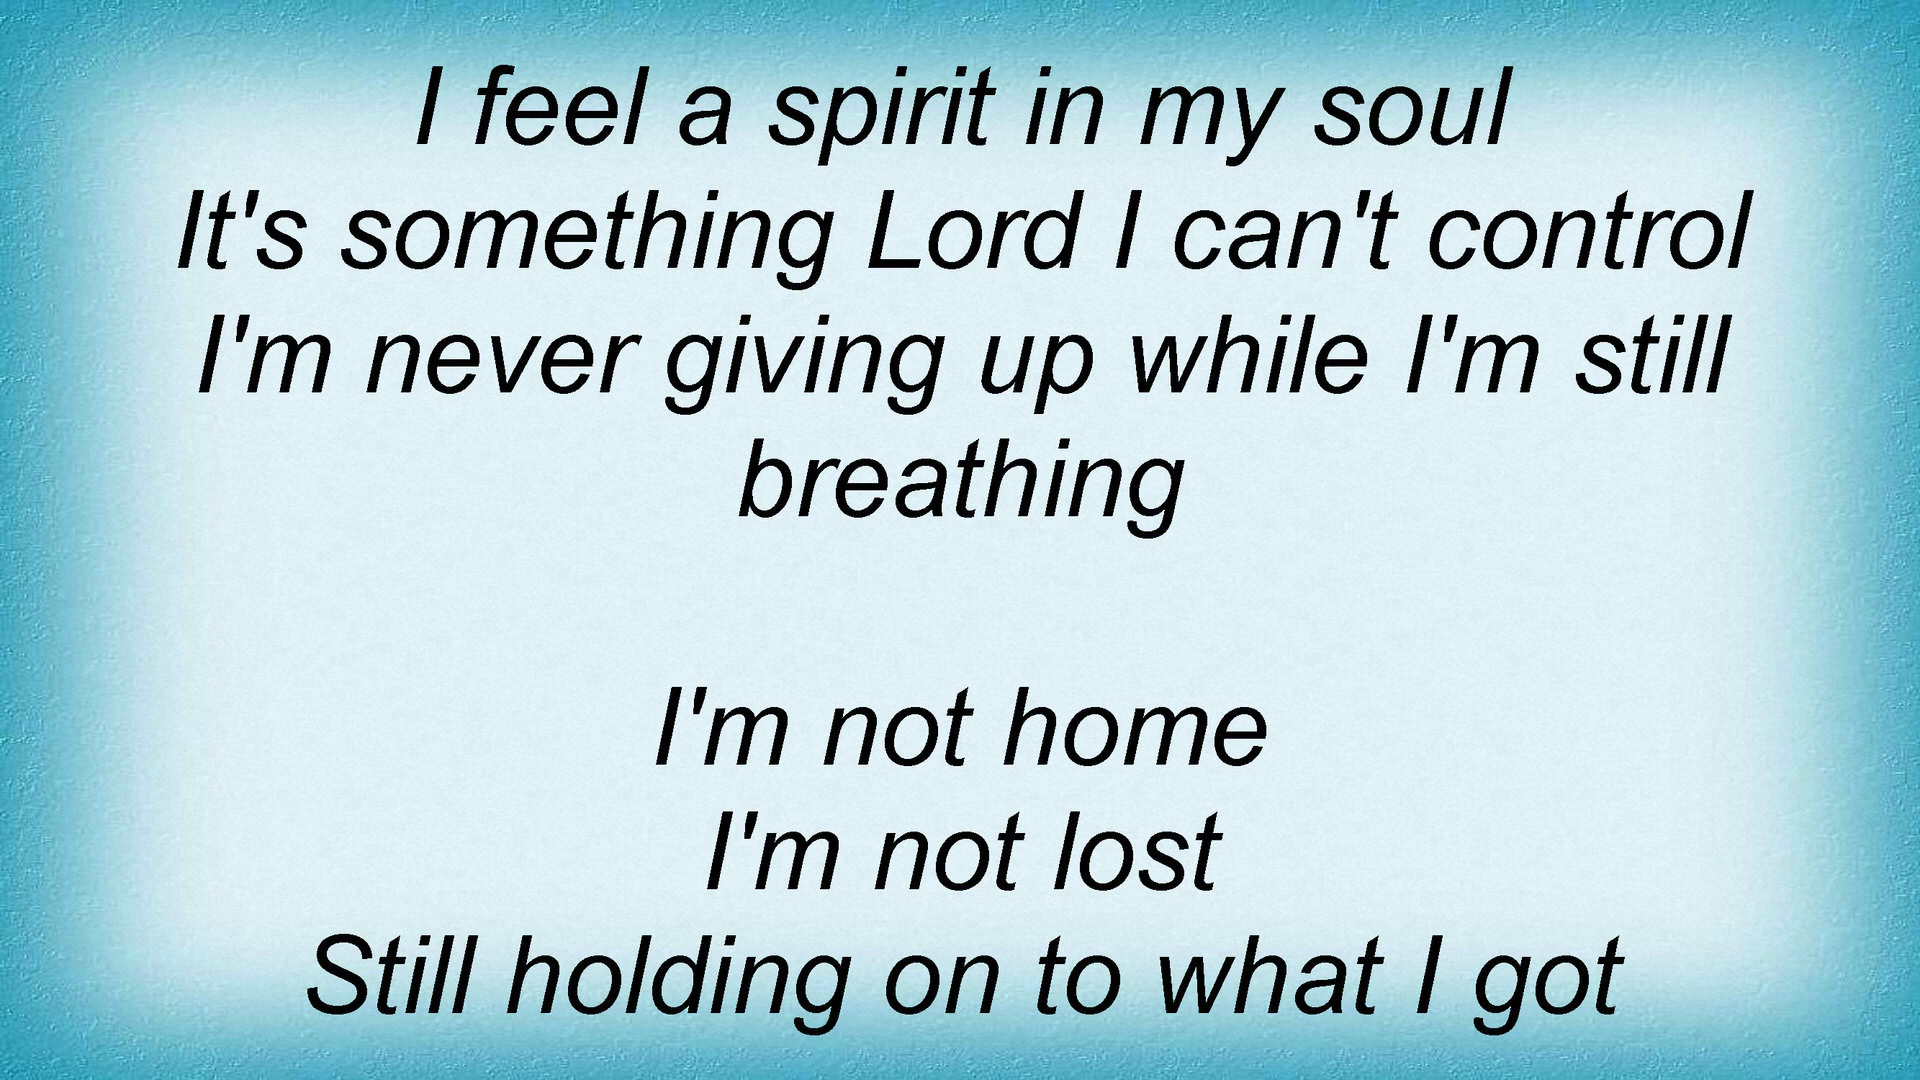 I feel a spirit in my soul
It's something Lord I can't control
I'm never giving up while I'm still
breathing
I'm not home
I'm not lost
Still holding on to what I got